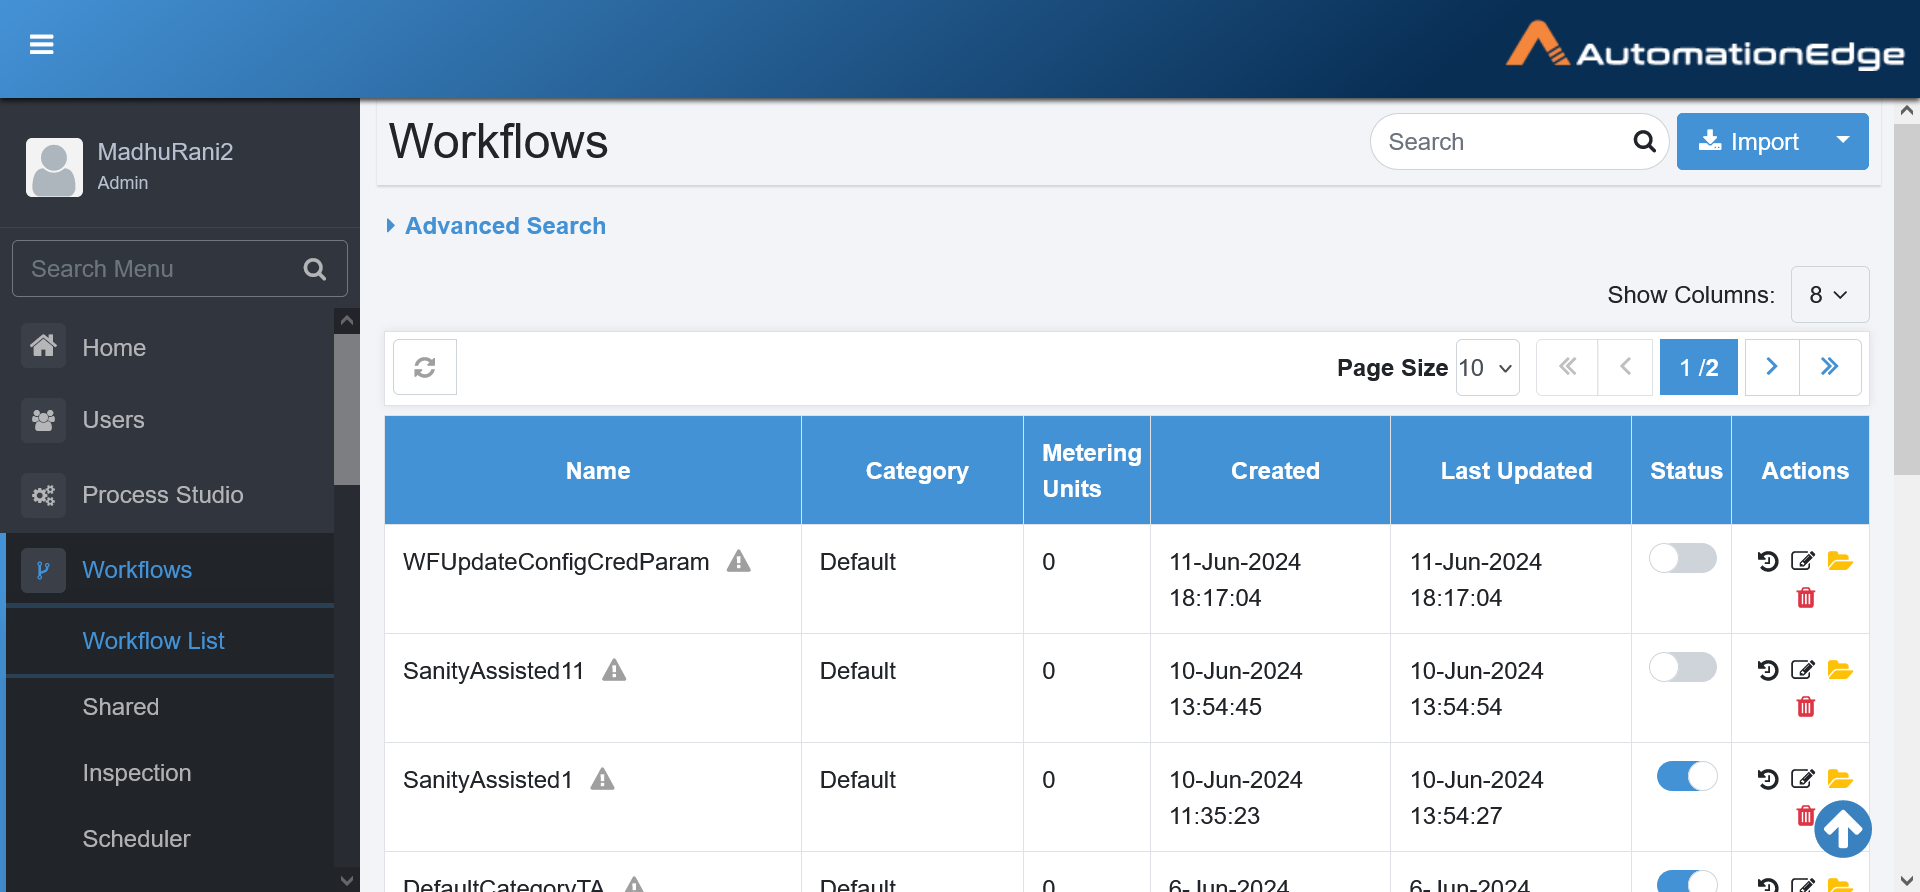 AutomationEdge
MadhuRani2
Admin
Search Menu
Home
Users
Process Studio
Workflows
Workflow List
Shared
Inspection
Scheduler
Workflows
Search
Import
Advanced Search
Show Columns: 8
Page Size 10 1 /2
Name Category Metering Units Created Last Updated Status Actions
WFUpdateConfigCredParam Default 0 11-Jun-2024 11-Jun-2024
18:17:04 18:17:04
SanityAssisted11 Default 0 10-Jun-2024 10-Jun-2024
13:54:45 13:54:54
SanityAssisted1 Default 0 10-Jun-2024 10-Jun-2024
11:35:23 13:54:27
DefaultCategoryTA Default 0 6-Jun-2024 6-Jun-2024